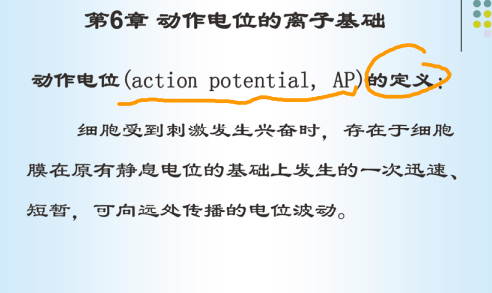 第6章 动作电位的离子基础
动作电位(action potential, AP)的定义:
细胞受到刺激发生兴奋时，存在于细胞
膜在原有静息电位的基础上发生的一次迅速、
短暂，可向远处传播的电位波动。